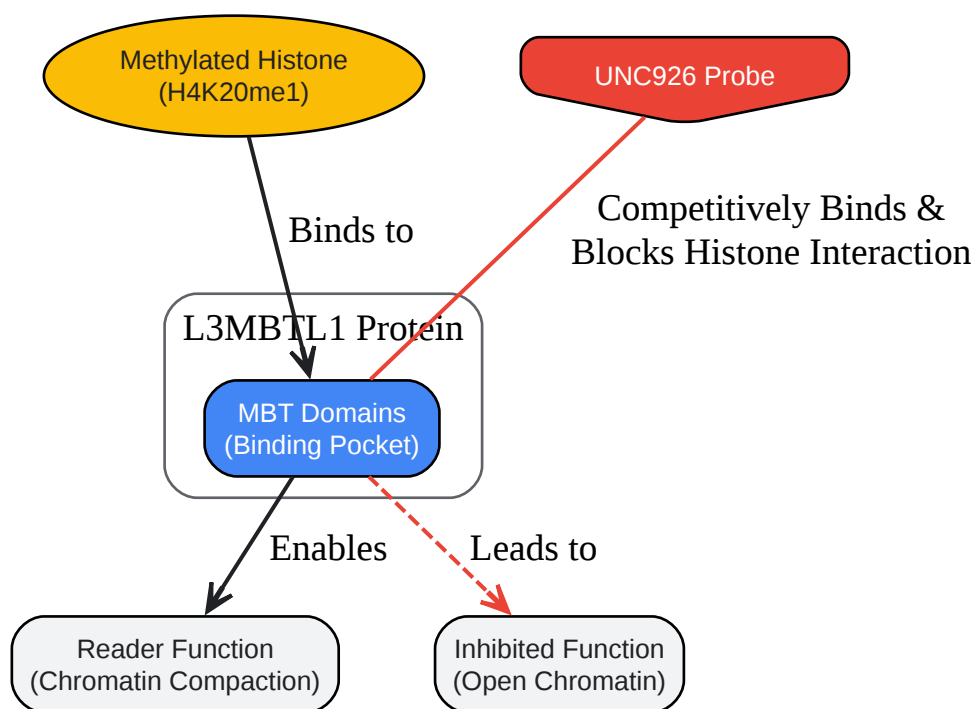 Methylated Histone
(H4K20me1)
UNC926 Probe
Binds to
Competitively Binds &
Blocks Histone Interaction
L3MBTL1 Protein
MBT Domains
(Binding Pocket)
Enables
Leads to
Reader Function
(Chromatin Compaction)
Inhibited Function
(Open Chromatin)